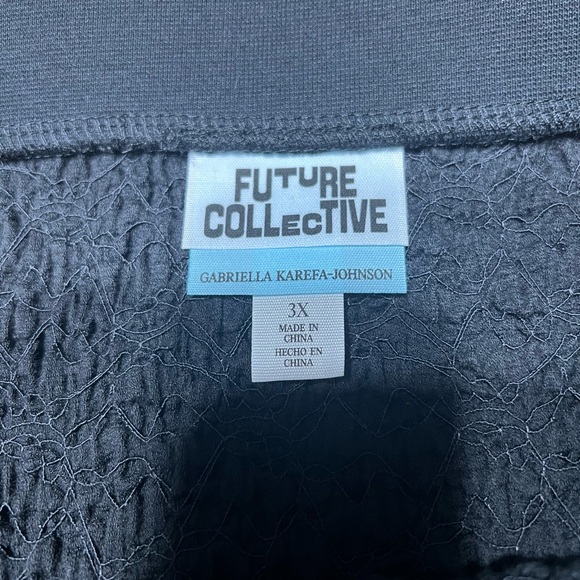 FUTURE
COLLECTIVE
GABRIELLA KAREFA-JOHNSON
3X
MADE IN
CHINA
HECHO EN
CHINA